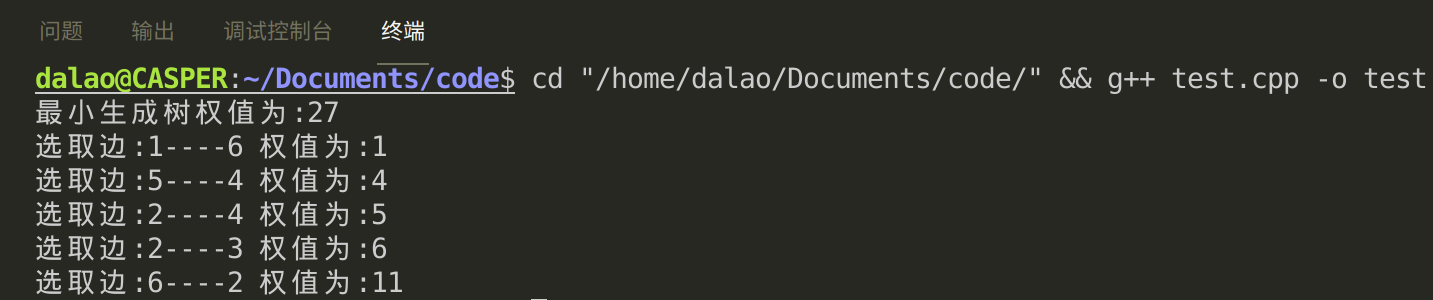 问题 输出 调试控制台 终端
dalao@CASPER:~/Documents/code$ cd "/home/dalao/Documents/code/" && g++ test.cpp -o test
最小生成树权值为:27
选取边:1----6 权值为:1
选取边:5----4 权值为:4
选取边:2----4 权值为:5
选取边:2----3 权值为:6
选取边:6----2 权值为:11